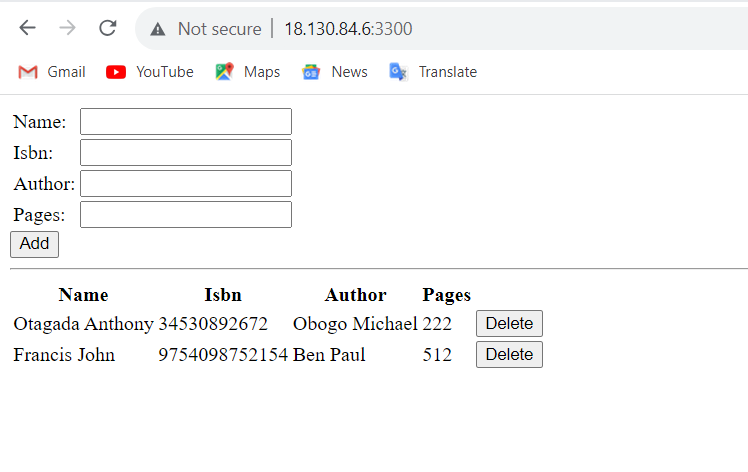 Not secure | 18.130.84.6:3300
Gmail YouTube Maps News Translate
Name:
Isbn:
Author:
Pages:
Add
Name Isbn Author Pages
Otagada Anthony 34530892672 Obogo Michael 222 Delete
Francis John 9754098752154 Ben Paul 512 Delete